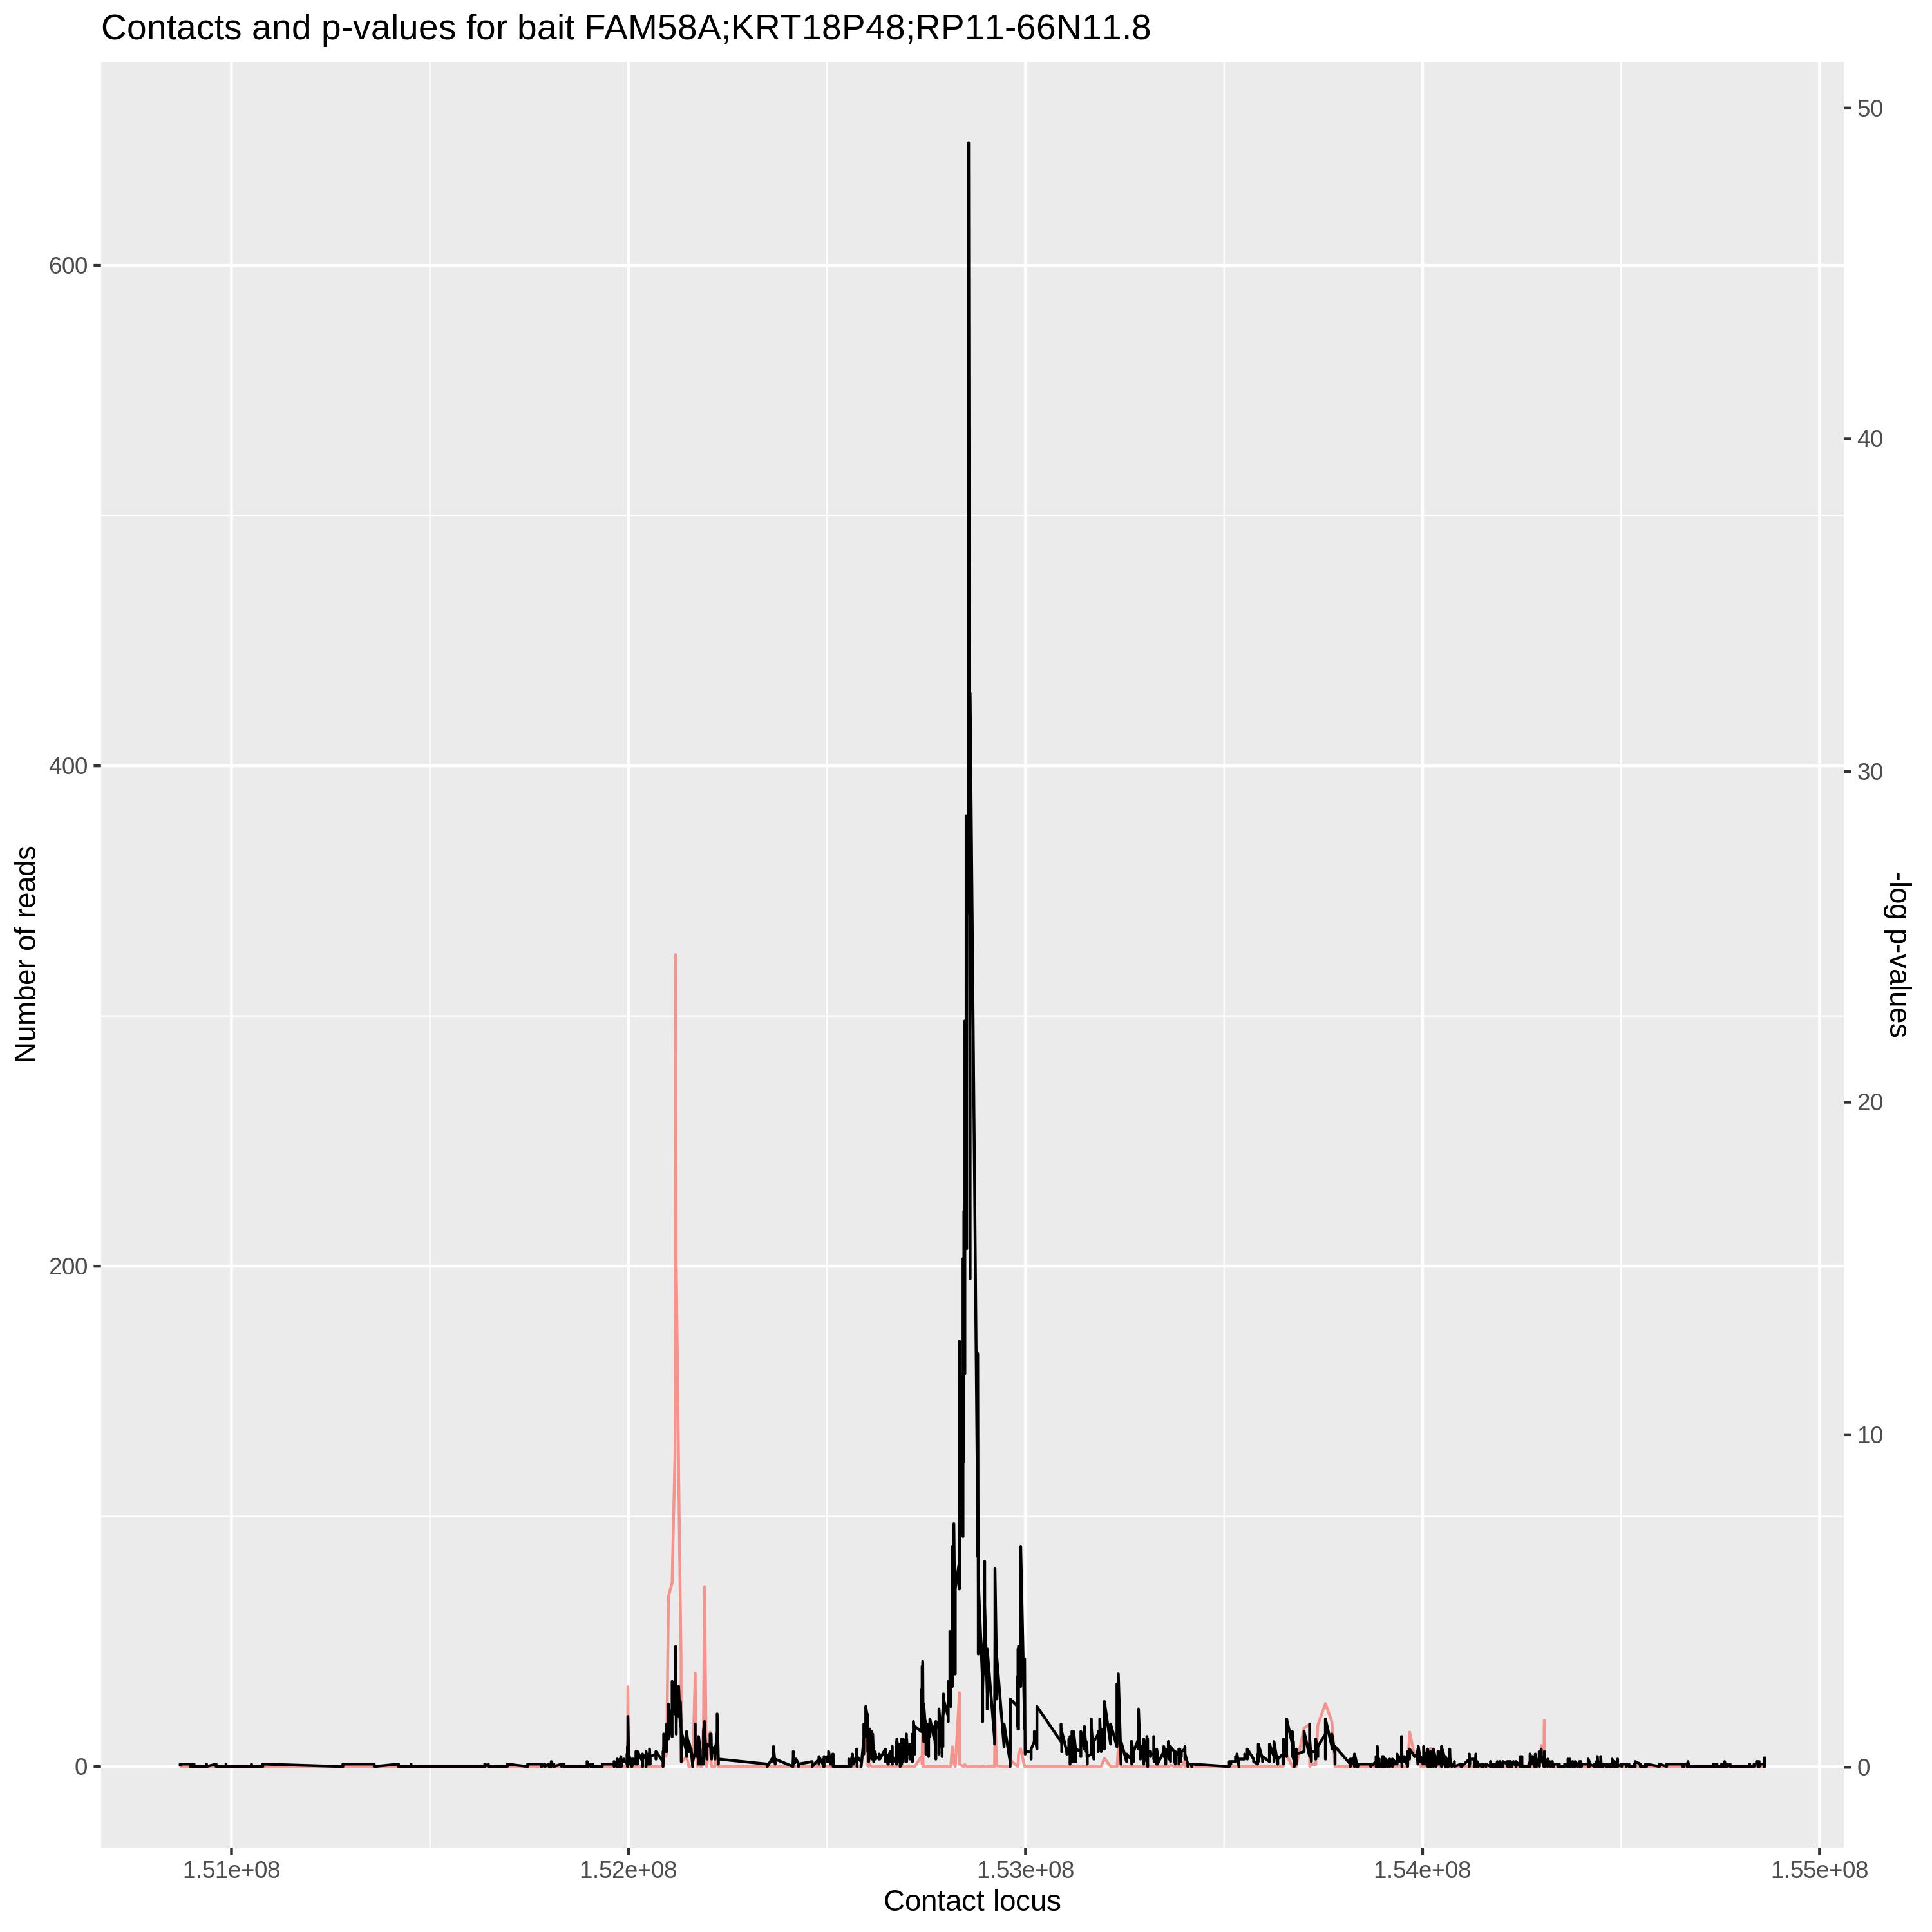 Contacts and p-values for bait FAM58A;KRT18P48;RP11-66N11.8
Number of reads
600
400
200
0
50
40
30
20
10
0
-log p-values
1.51e+08 1.52e+08 1.53e+08 1.54e+08 1.55e+08
Contact locus